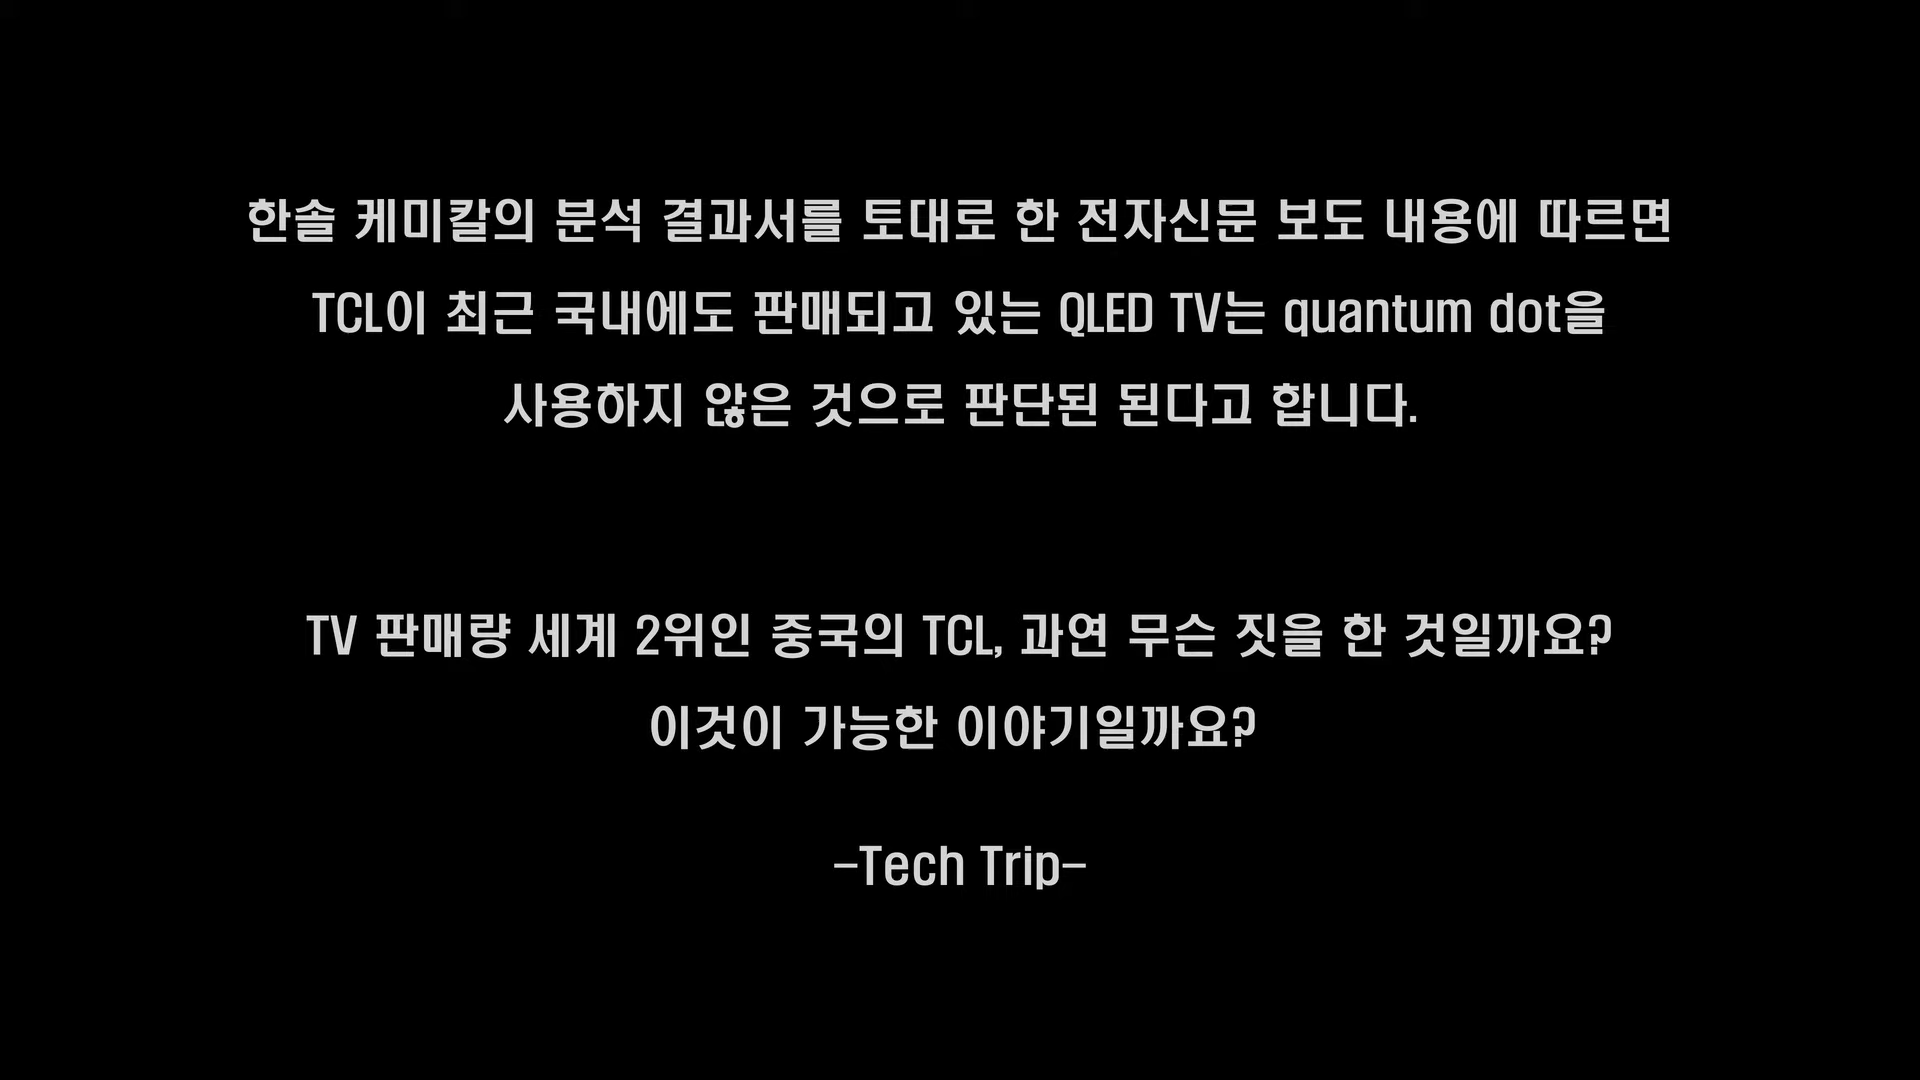 한솔 케미칼의 분석 결과서를 토대로 한 전자신문 보도 내용에 따르면
TCL이 최근 국내에도 판매되고 있는 QLED TV는 quantum dot을
사용하지 않은 것으로 판단된 된다고 합니다.
TV 판매량 세계 2위인 중국의 TCL, 과연 무슨 짓을 한 것일까요?
이것이 가능한 이야기일까요?
-Tech Trip-